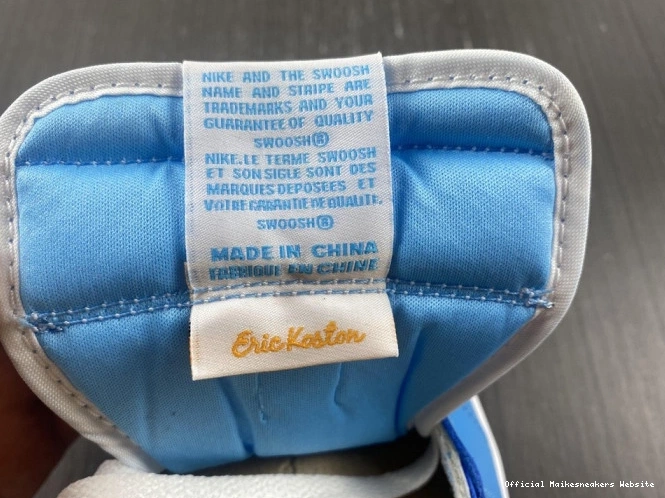 NIKE AND THE SWOOSH
NAME AND STRIPE ARE
TRADEMARKS AND YOUR
GUARANTEE OF QUALITY
SWOOSH®
NIKE.LE TERME SWOOSH
ET SON SIGLE SONT DES
MARQUES DEPOSEES ET
VOTRE GARANTIE DE QUALITE.
SWOOSH®
MADE IN CHINA
FABRIQUE EN CHINE
Eric Koston
Official Maikesneakers Website